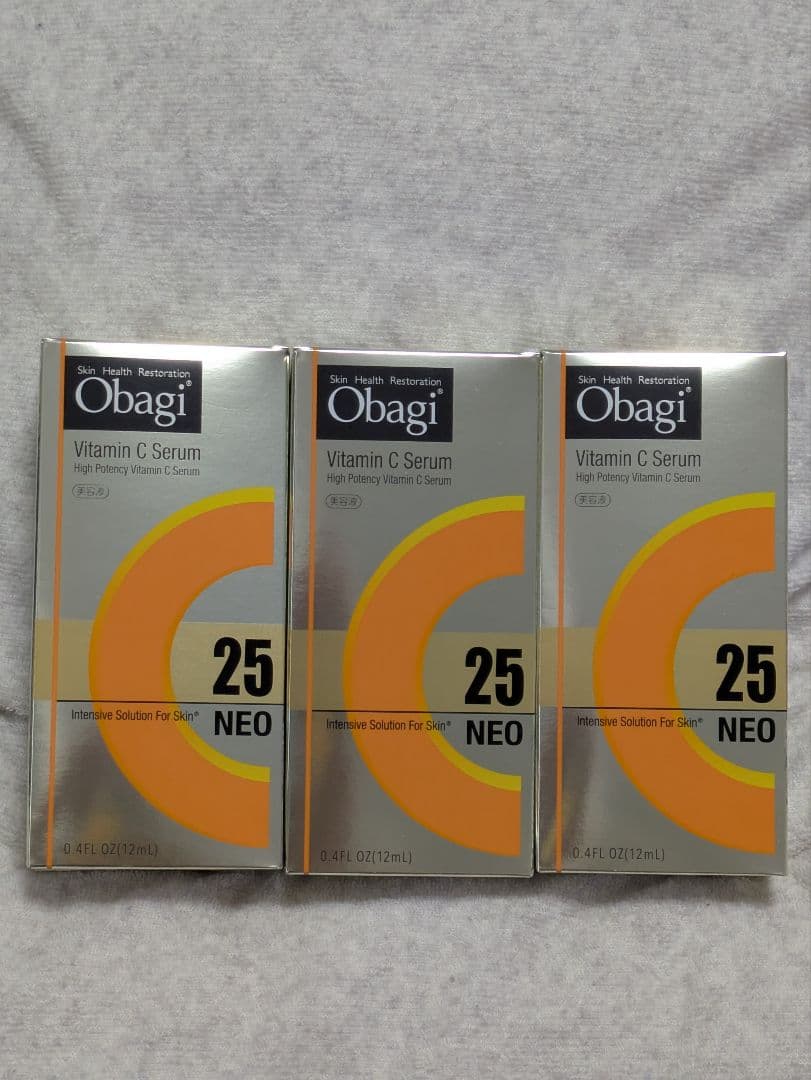 Skin Health Restoration
Obagi®
Vitamin C Serum
High Potency Vitamin C Serum
美容液
25
Intensive Solution For Skin®
NEO
0.4FL OZ(12mL)
Skin Health Restoration
Obagi®
Vitamin C Serum
High Potency Vitamin C Serum
美容液
25
Intensive Solution For Skin®
NEO
0.4FL OZ(12mL)
Skin Health Restoration
Obagi®
Vitamin C Serum
High Potency Vitamin C Serum
美容液
25
Intensive Solution For Skin®
NEO
0.4FL OZ(12mL)